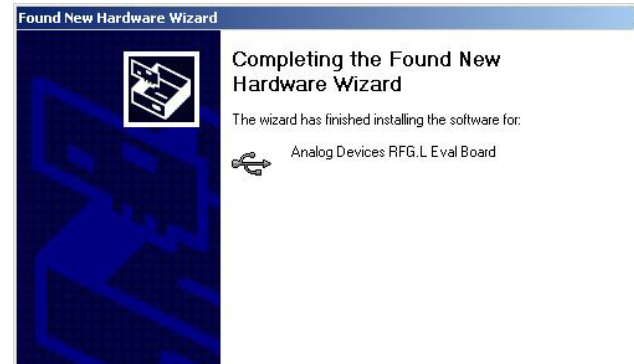 Found New Hardware Wizard
Completing the Found New
Hardware Wizard
The wizard has finished installing the software for:
Analog Devices RFG.L Eval Board